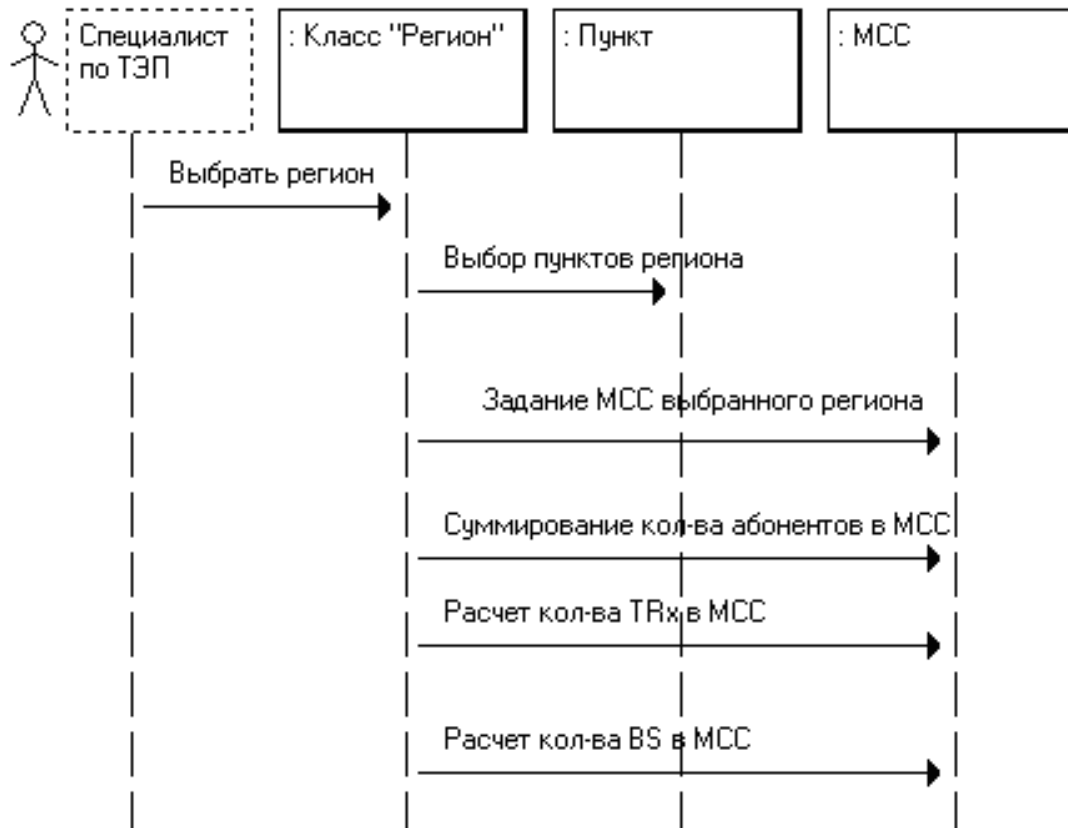 Специалист
по ТЭП
: Класс "Регион"
: Пункт
: МСС
Выбрать регион
Выбор пунктов региона
Задание МСС выбранного региона
Суммирование кол-ва абонентов в МСС
Расчет кол-ва TRx в МСС
Расчет кол-ва BS в МСС